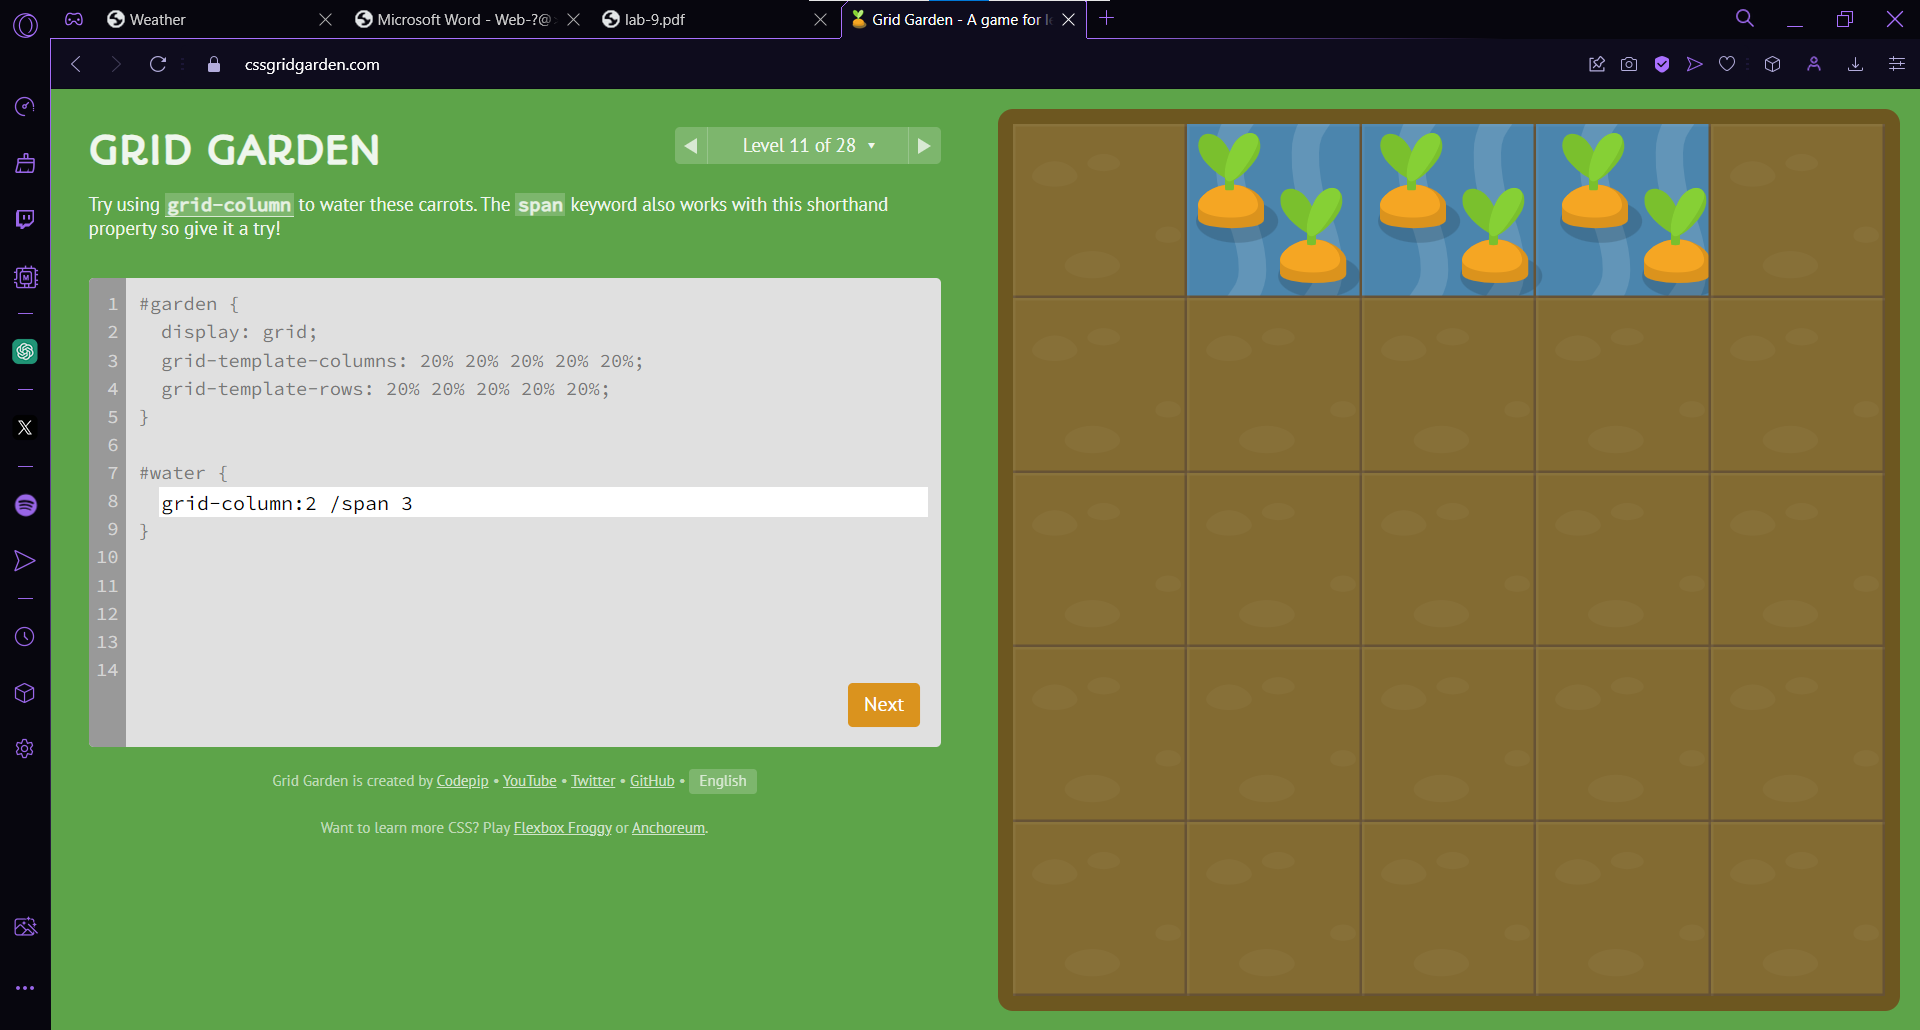 Weather
Microsoft Word - Web-?@
lab-9.pdf
Grid Garden - A game for
cssgridgarden.com
GRID GARDEN
Level 11 of 28
Try using grid-column to water these carrots. The span keyword also works with this shorthand
property so give it a try!
1 #garden {
2 display: grid;
3 grid-template-columns: 20% 20% 20% 20% 20%;
4 grid-template-rows: 20% 20% 20% 20% 20%;
5 }
6
7 #water {
8 grid-column:2 /span 3
9 }
10
11
12
13
14
Next
Grid Garden is created by Codepip • YouTube • Twitter • GitHub • English
Want to learn more CSS? Play Flexbox Froggy or Anchoreum.